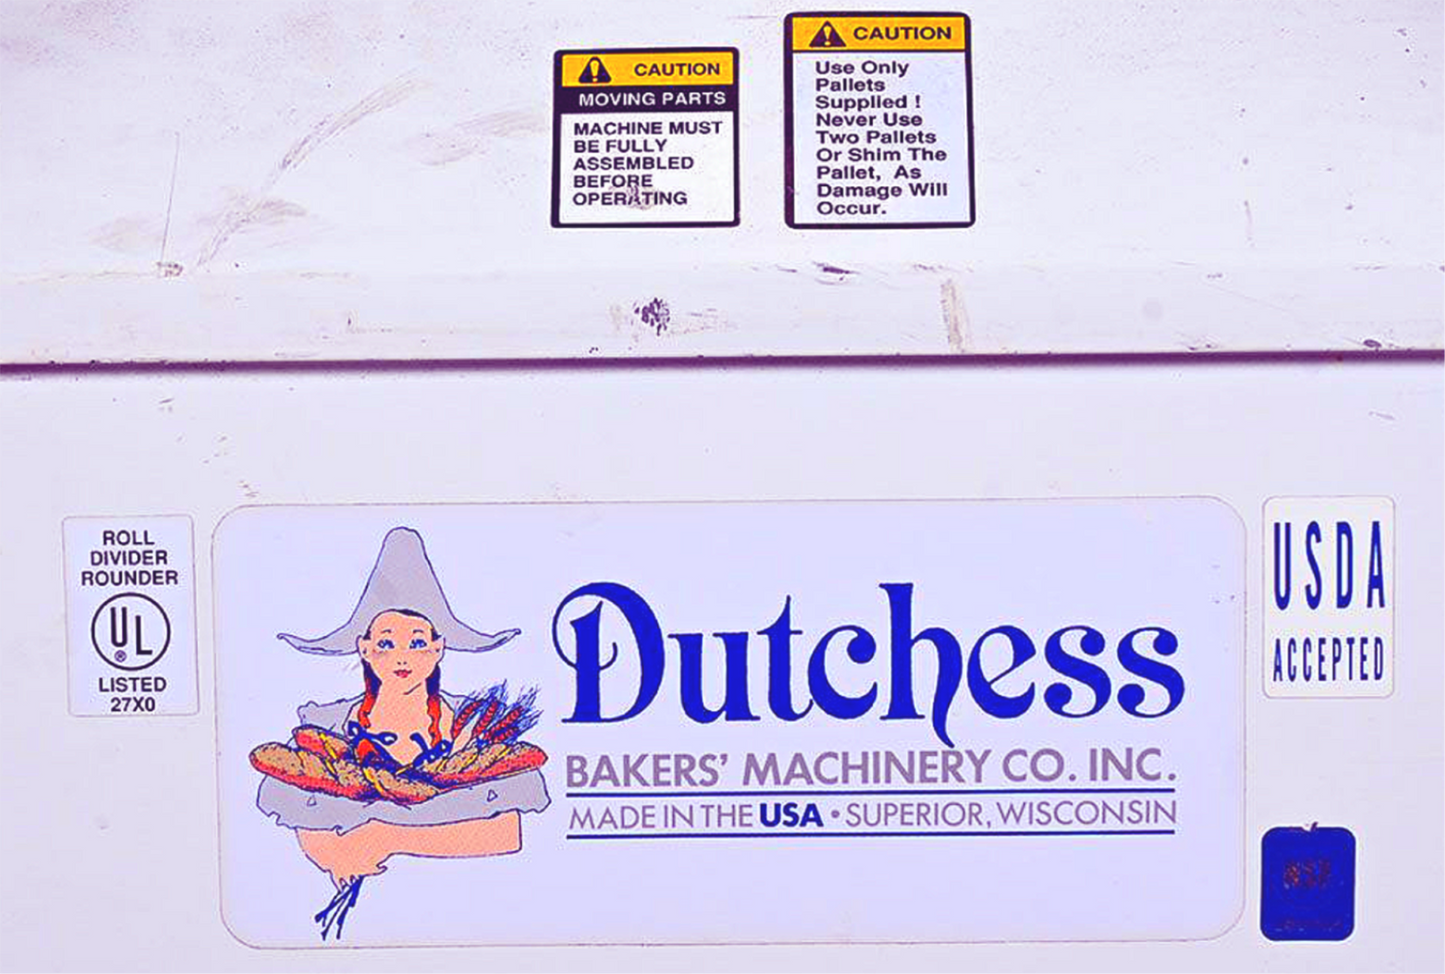 CAUTION
MOVING PARTS
MACHINE MUST
BE FULLY
ASSEMBLED
BEFORE
OPERATING
CAUTION
Use Only
Pallets
Supplied !
Never Use
Two Pallets
Or Shim The
Pallet, As
Damage Will
Occur.
ROLL
DIVIDER
ROUNDER
UL
®
LISTED
27X0
Dutchess
BAKERS' MACHINERY CO. INC.
MADE IN THE USA • SUPERIOR, WISCONSIN
USDA
ACCEPTED
NSF